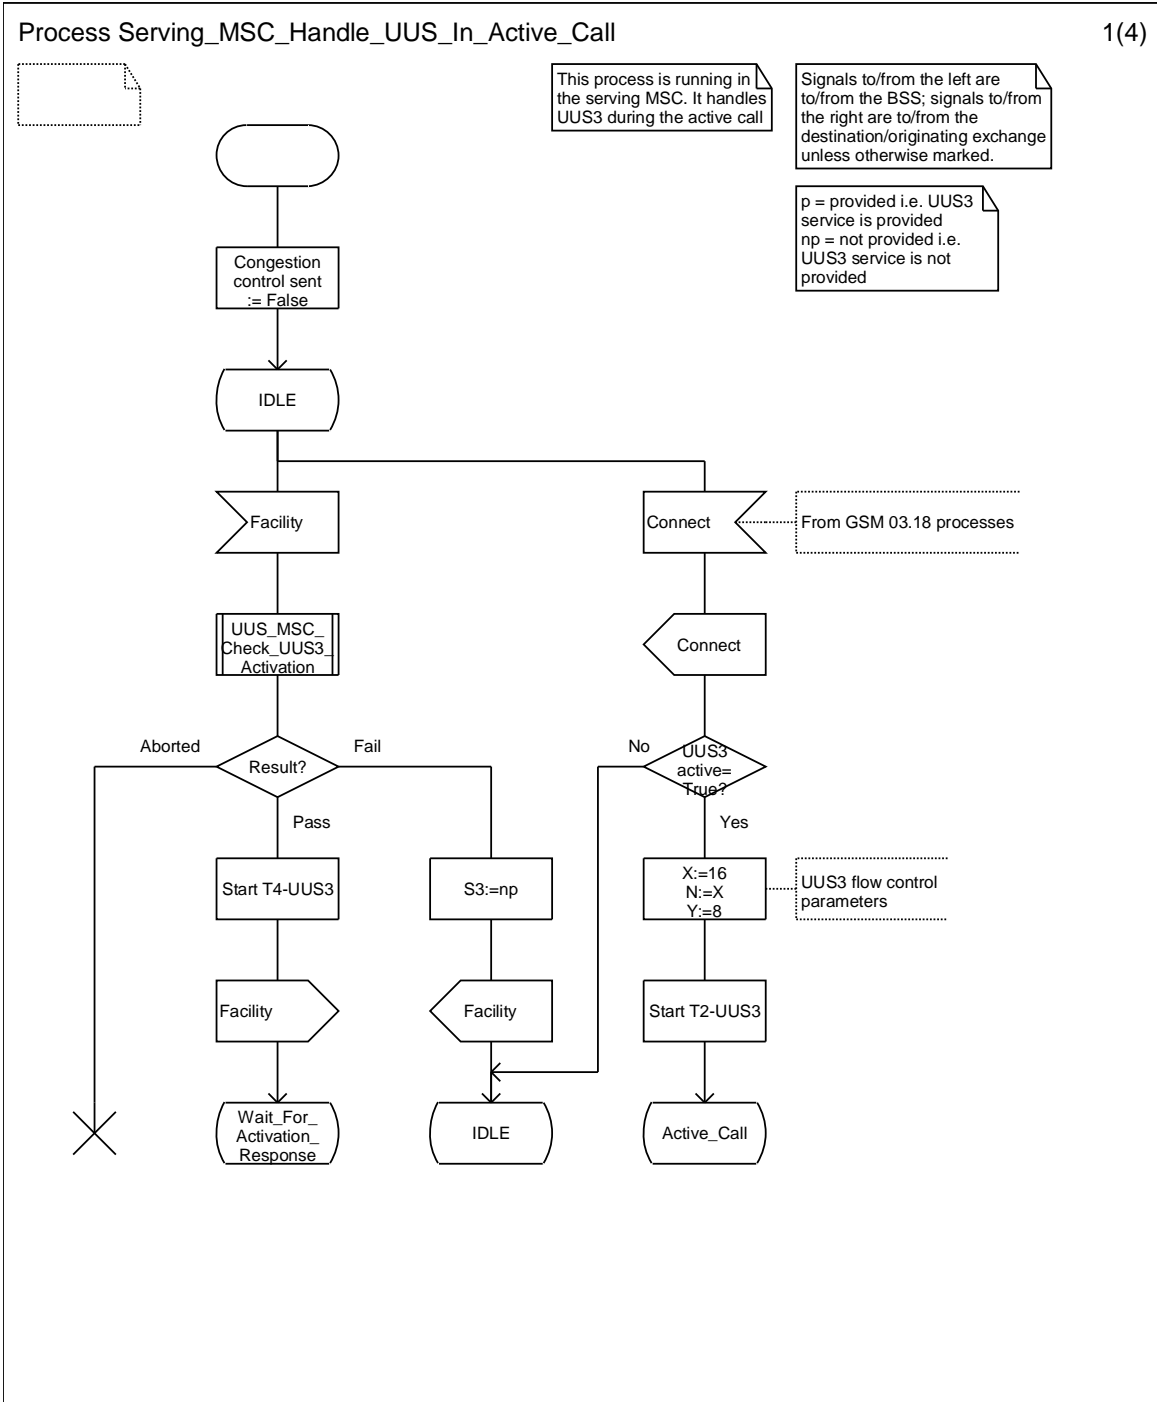 Process Serving_MSC_Handle_UUS_In_Active_Call
1(4)
This process is running in
the serving MSC. It handles
UUS3 during the active call
Signals to/from the left are
to/from the BSS; signals to/from
the right are to/from the
destination/originating exchange
unless otherwise marked.
p = provided i.e. UUS3
service is provided
np = not provided i.e.
UUS3 service is not
provided
Congestion
control sent
:= False
IDLE
Facility
Connect
From GSM 03.18 processes
UUS_MSC_
Check_UUS3_
Activation
Connect
Aborted
Result?
Fail
No
UUS3
active=
True?
Pass
Yes
Start T4-UUS3
S3:=np
X:=16
N:=X
Y:=8
UUS3 flow control
parameters
Facility
Facility
Start T2-UUS3
Wait_For_
Activation_
Response
IDLE
Active_Call